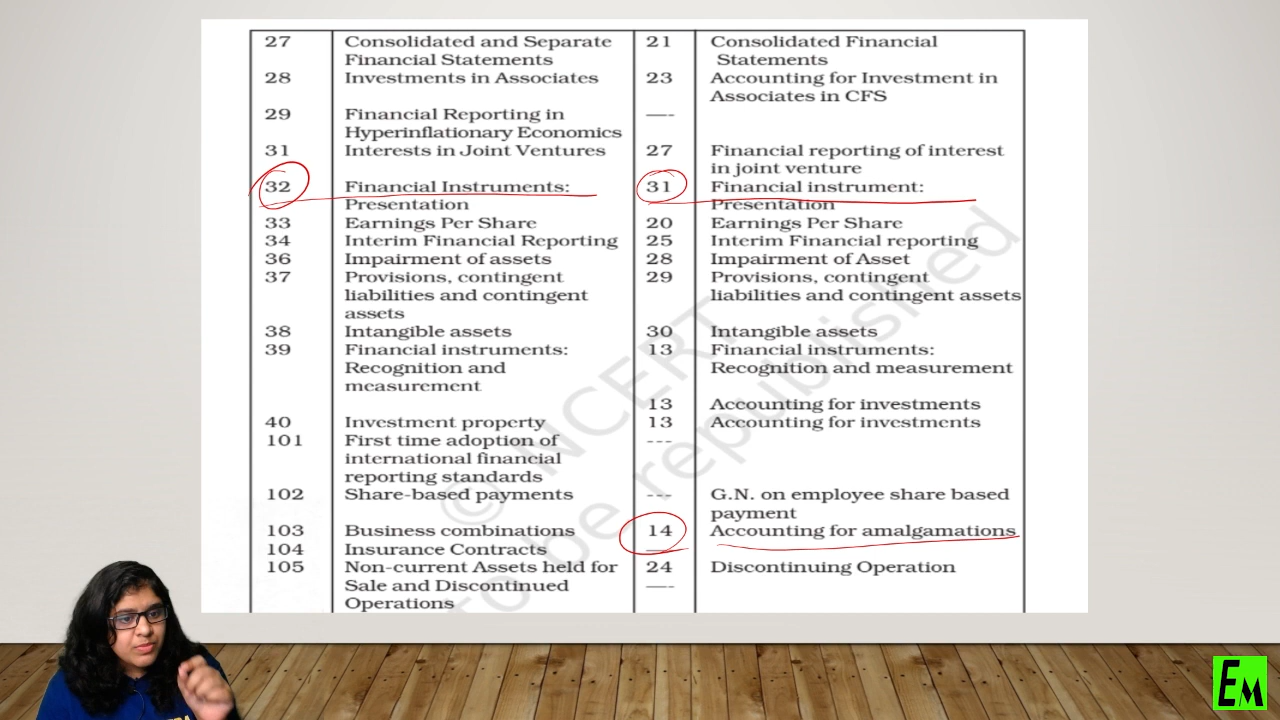 27 Consolidated and Separate 21 Consolidated Financial
Financial Statements Statements
28 Investments in Associates 23 Accounting for Investment in
Associates in CFS
29 Financial Reporting in —--
Hyperinflationary Economics
31 Interests in Joint Ventures 27 Financial reporting of interest
in joint venture
32 Financial Instruments: 31 Financial instrument:
Presentation Presentation
33 Earnings Per Share 20 Earnings Per Share
34 Interim Financial Reporting 25 Interim Financial reporting
36 Impairment of assets 28 Impairment of Asset
37 Provisions, contingent 29 Provisions, contingent
liabilities and contingent liabilities and contingent assets
assets
38 Intangible assets 30 Intangible assets
39 Financial instruments: 13 Financial instruments:
Recognition and Recognition and measurement
measurement
13 Accounting for investments
40 Investment property 13 Accounting for investments
101 First time adoption of ---
international financial
reporting standards
102 Share-based payments --- G.N. on employee share based
payment
103 Business combinations 14 Accounting for amalgamations
104 Insurance Contracts —
105 Non-current Assets held for 24 Discontinuing Operation
Sale and Discontinued —--
Operations
© NCERT
to be republished
EM